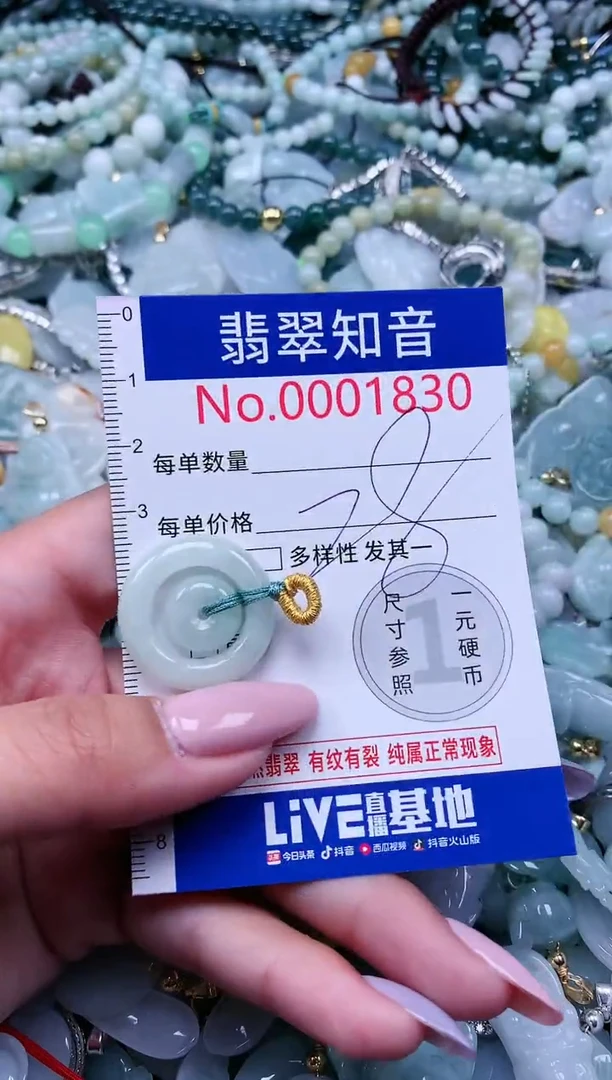 0
翡翠知音
1
No.0001830
2
每单数量
3
每单价格
78
多样性 发其一
尺寸参照
一元硬币
1
翡翠 有纹有裂 纯属正常现象
LiVE直播基地
8
今日头条 抖音 西瓜视频 抖音火山版